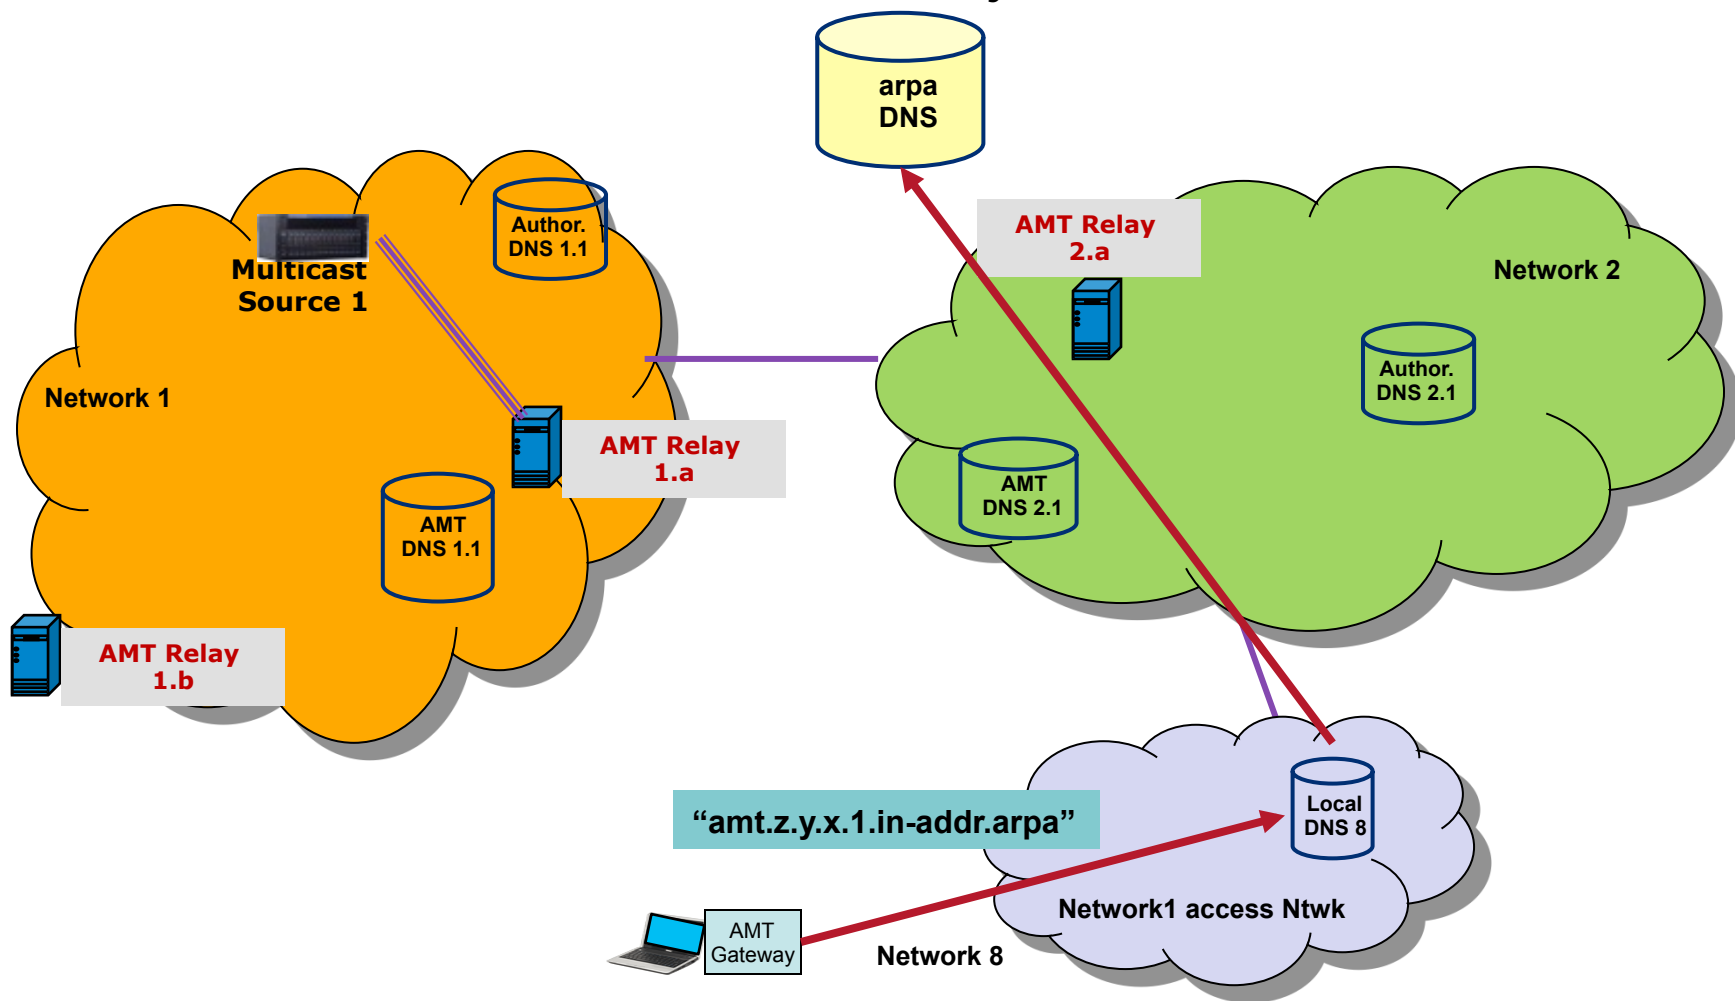 arpa
DNS
Author.
DNS 1.1
AMT Relay
2.a
Multicast
Source 1
Network 2
Network 1
Author.
DNS 2.1
AMT Relay
1.a
AMT
DNS 2.1
AMT
DNS 1.1
AMT Relay
1.b
“amt.z.y.x.1.in-addr.arpa”
Local
DNS 8
Network1 access Ntwk
AMT
Gateway
Network 8